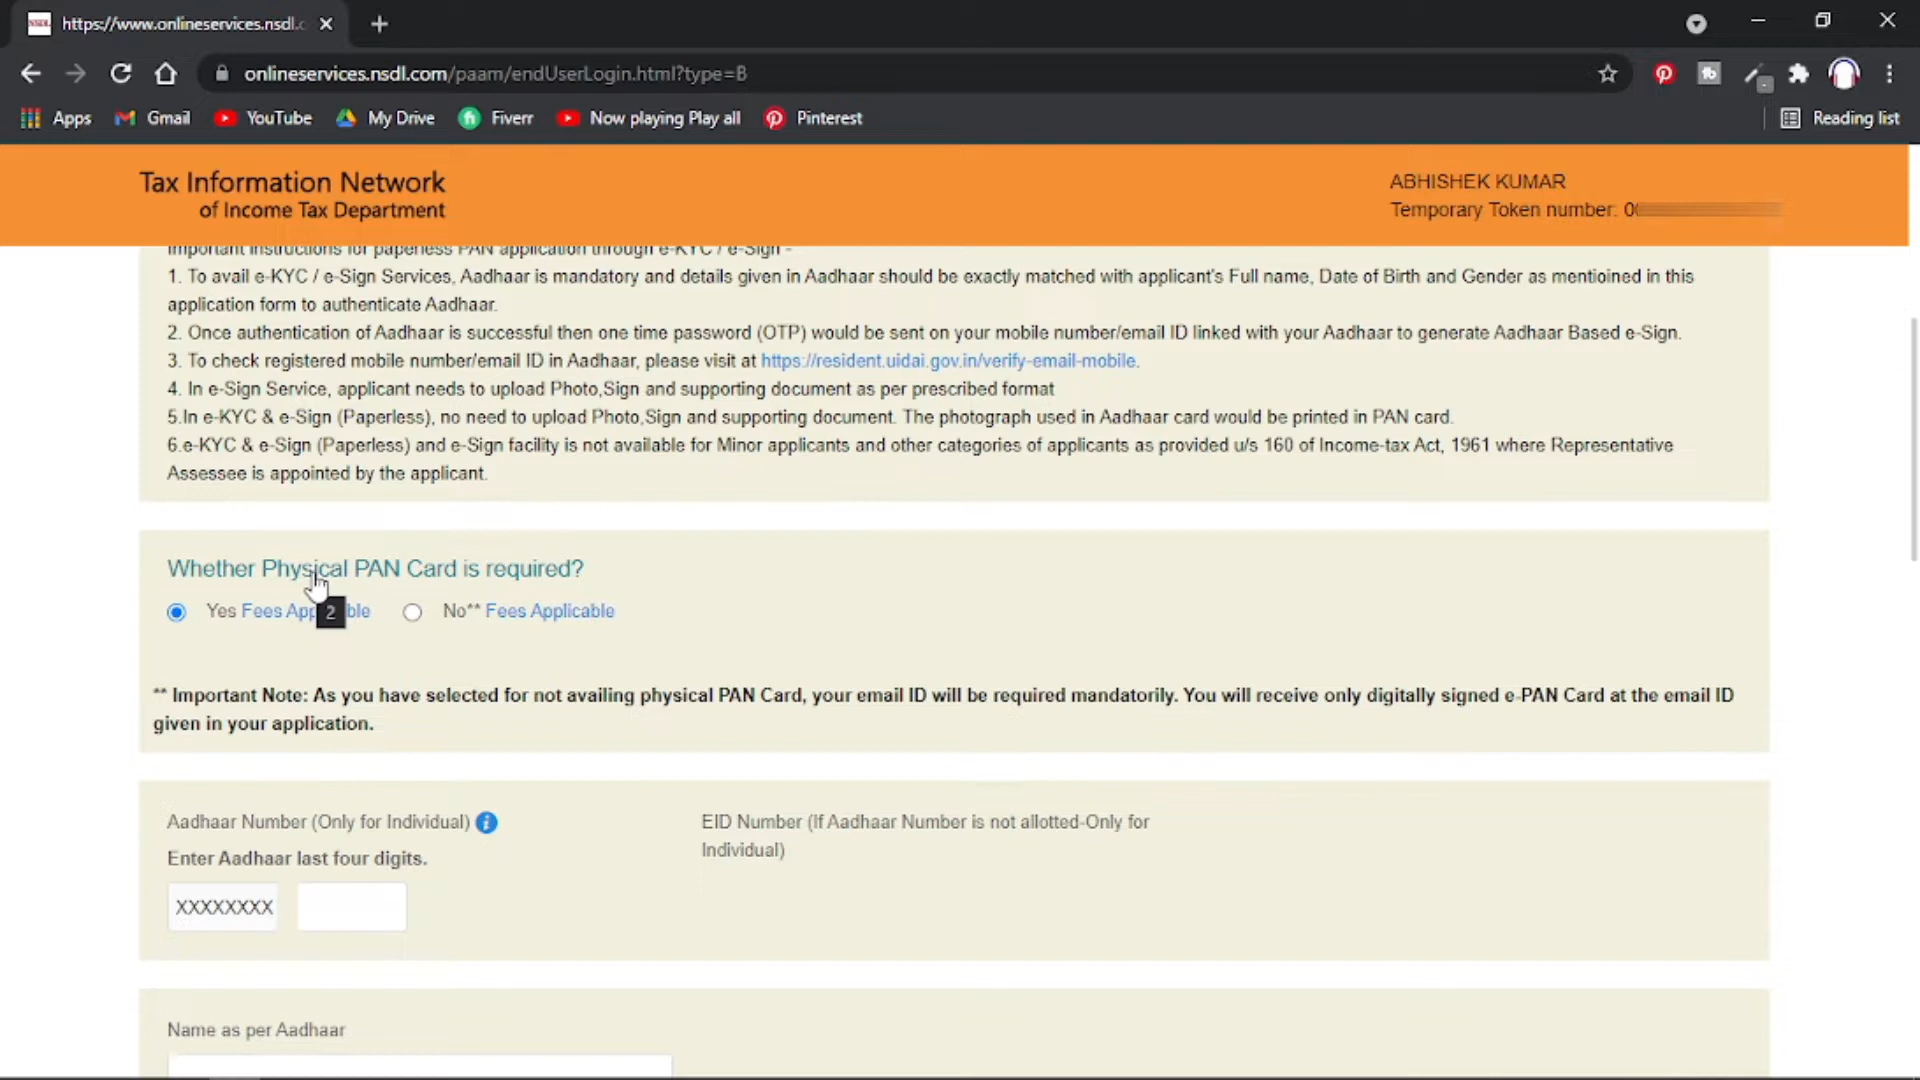 https://www.onlineservices.nsdl.c
onlineservices.nsdl.com/paam/endUserLogin.html?type=B
Apps Gmail YouTube My Drive Fiverr Now playing Play all Pinterest Reading list
Tax Information Network
of Income Tax Department
ABHISHEK KUMAR
Temporary Token number: 0
Important instructions for paperless PAN application through e-KYC / e-Sign -
1. To avail e-KYC / e-Sign Services, Aadhaar is mandatory and details given in Aadhaar should be exactly matched with applicant's Full name, Date of Birth and Gender as mentioined in this
application form to authenticate Aadhaar.
2. Once authentication of Aadhaar is successful then one time password (OTP) would be sent on your mobile number/email ID linked with your Aadhaar to generate Aadhaar Based e-Sign.
3. To check registered mobile number/email ID in Aadhaar, please visit at https://resident.uidai.gov.in/verify-email-mobile.
4. In e-Sign Service, applicant needs to upload Photo,Sign and supporting document as per prescribed format
5.In e-KYC & e-Sign (Paperless), no need to upload Photo,Sign and supporting document. The photograph used in Aadhaar card would be printed in PAN card.
6.e-KYC & e-Sign (Paperless) and e-Sign facility is not available for Minor applicants and other categories of applicants as provided u/s 160 of Income-tax Act, 1961 where Representative
Assessee is appointed by the applicant.
Whether Physical PAN Card is required?
Yes Fees App ble No** Fees Applicable
2
** Important Note: As you have selected for not availing physical PAN Card, your email ID will be required mandatorily. You will receive only digitally signed e-PAN Card at the email ID
given in your application.
Aadhaar Number (Only for Individual)
Enter Aadhaar last four digits.
XXXXXXXX
EID Number (If Aadhaar Number is not allotted-Only for
Individual)
Name as per Aadhaar